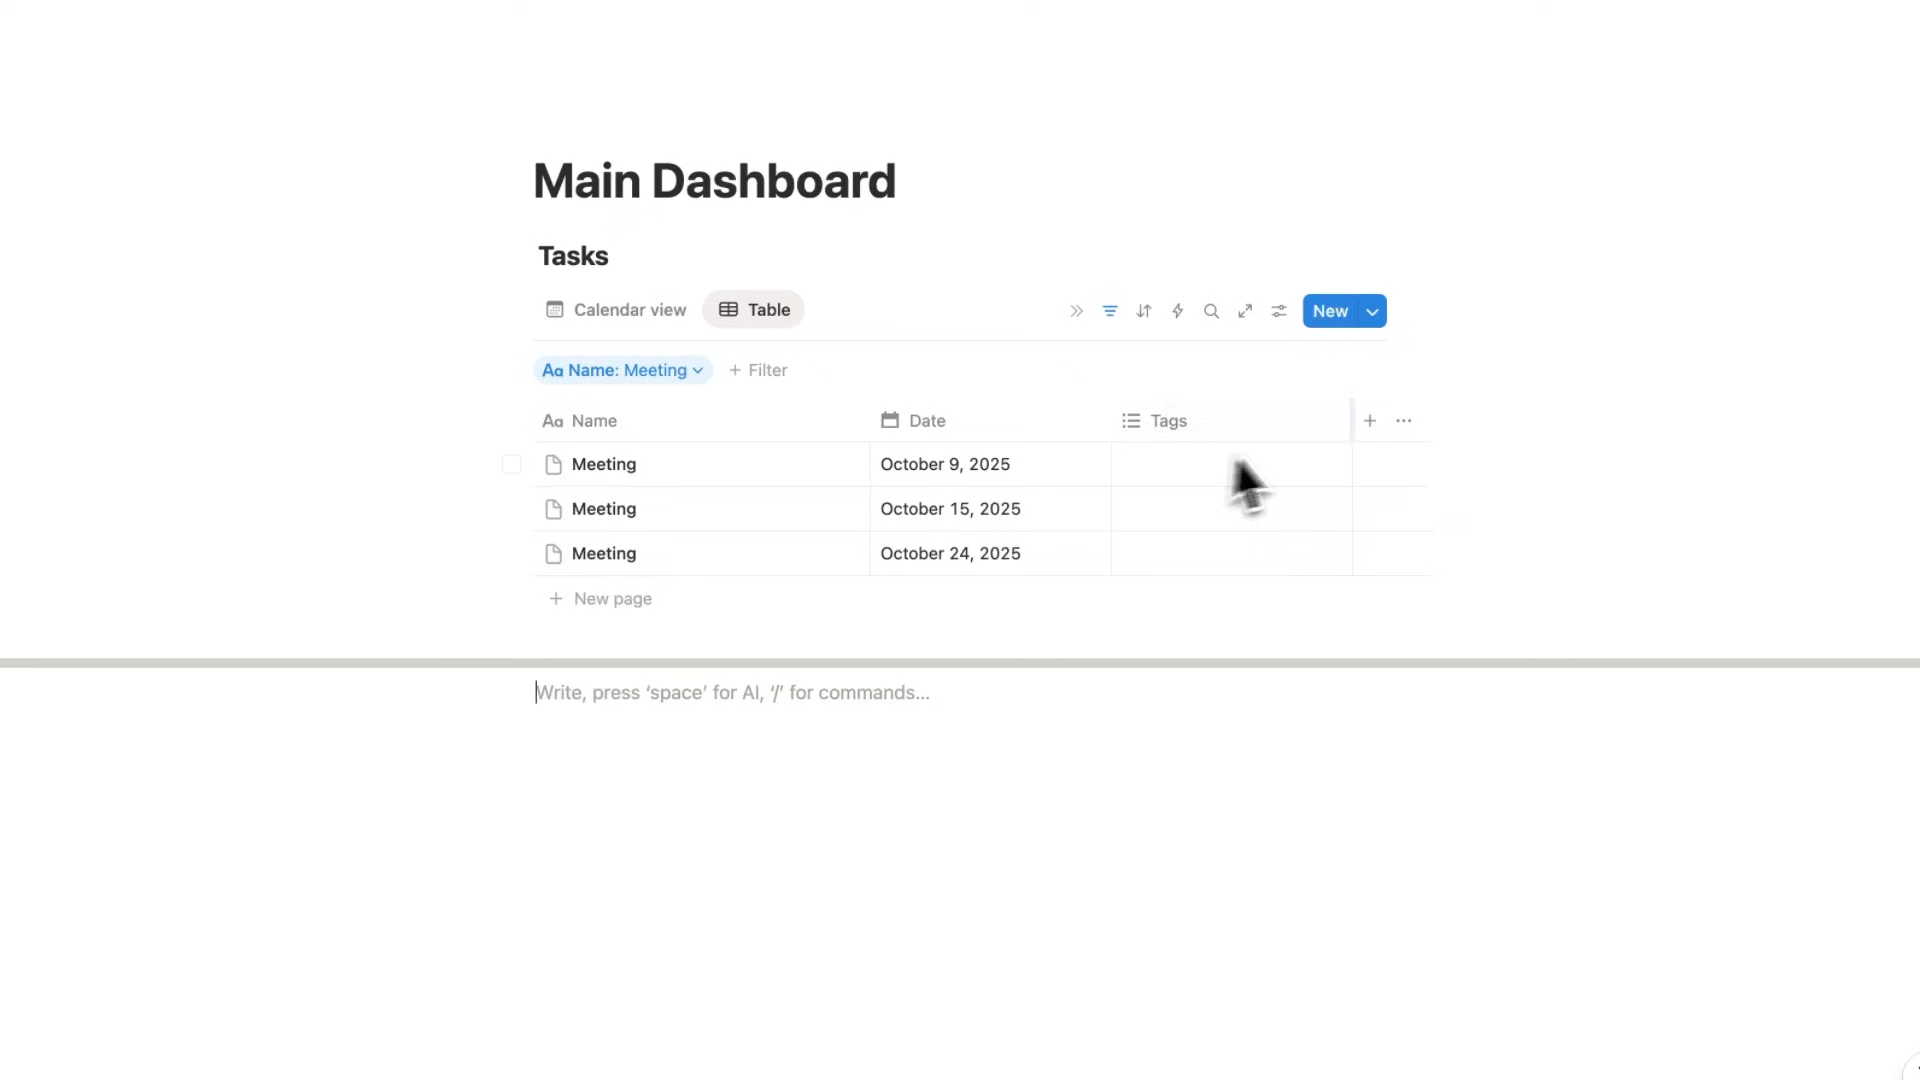 Main Dashboard
Tasks
Calendar view Table New
Aa Name: Meeting + Filter
Aa Name Date Tags
Meeting October 9, 2025
Meeting October 15, 2025
Meeting October 24, 2025
+ New page
Write, press ‘space’ for AI, ‘/’ for commands...